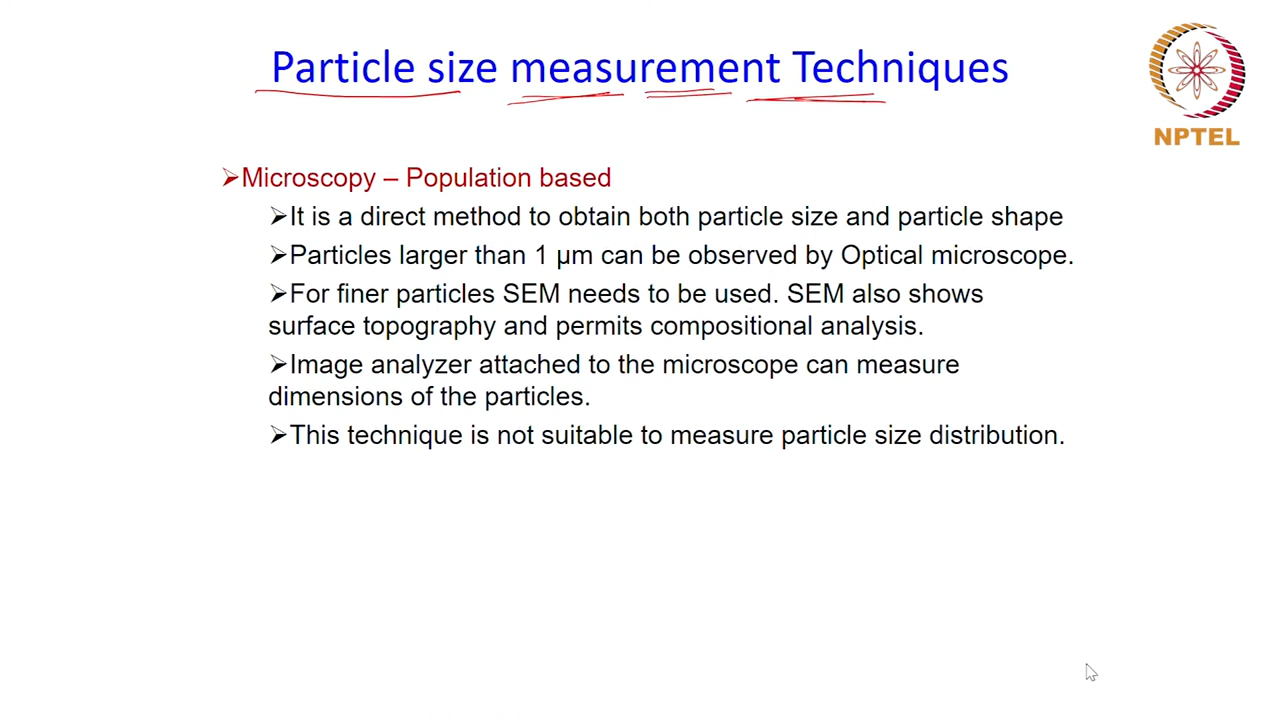 Particle size measurement Techniques
NPTEL
➢Microscopy – Population based
➢It is a direct method to obtain both particle size and particle shape
➢Particles larger than 1 μm can be observed by Optical microscope.
➢For finer particles SEM needs to be used. SEM also shows
surface topography and permits compositional analysis.
➢Image analyzer attached to the microscope can measure
dimensions of the particles.
➢This technique is not suitable to measure particle size distribution.